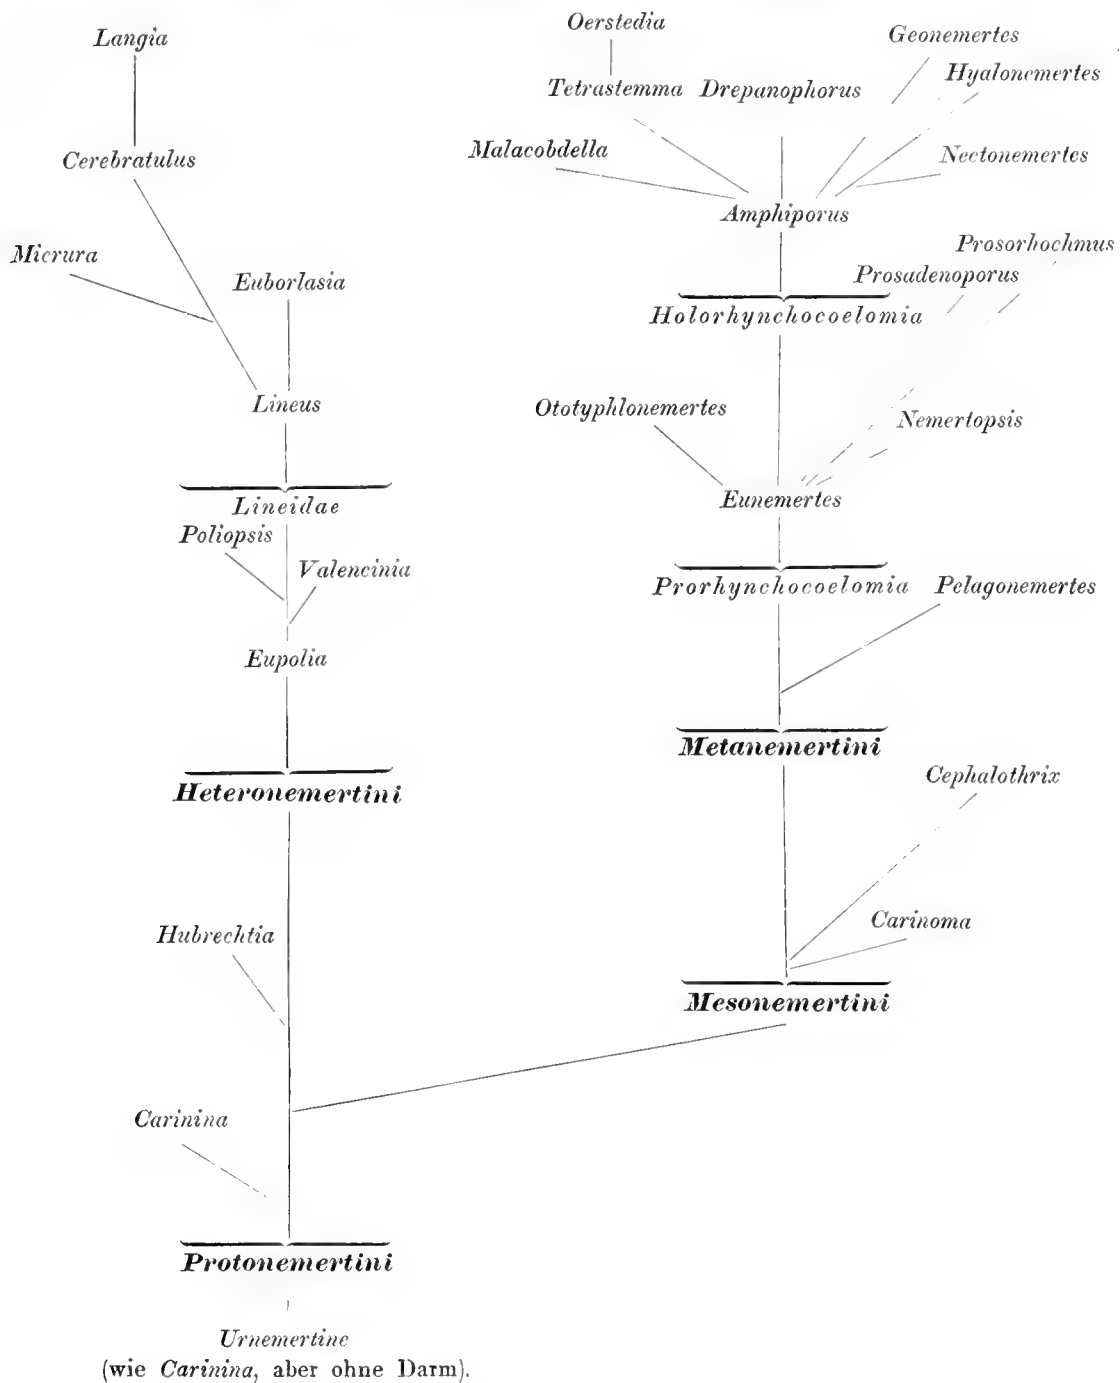 Oerstedia
Langia
Geonemertes
Hyalonemertes
Tetrastemma
Drepanophorus
Malacobdella
Nectonemertes
Cerebratulus
Amphiporus
Micrura
Prosorhochmus
Prosadenoporus
Euborlasia
Holorhynchocoelomia
Lineus
Ototyphlonemertes
Nemertopsis
Eunemertes
Lineidae
Poliopsis
Valencinia
Prorhynchocoelomia
Pelagonemertes
Eupolia
Metanemertini
Cephalothrix
Heteronemertini
Carinoma
Hubrechtia
Mesonemertini
Carinina
Protonemertini
Urnemertine
(wie Carinina, aber ohne Darm).